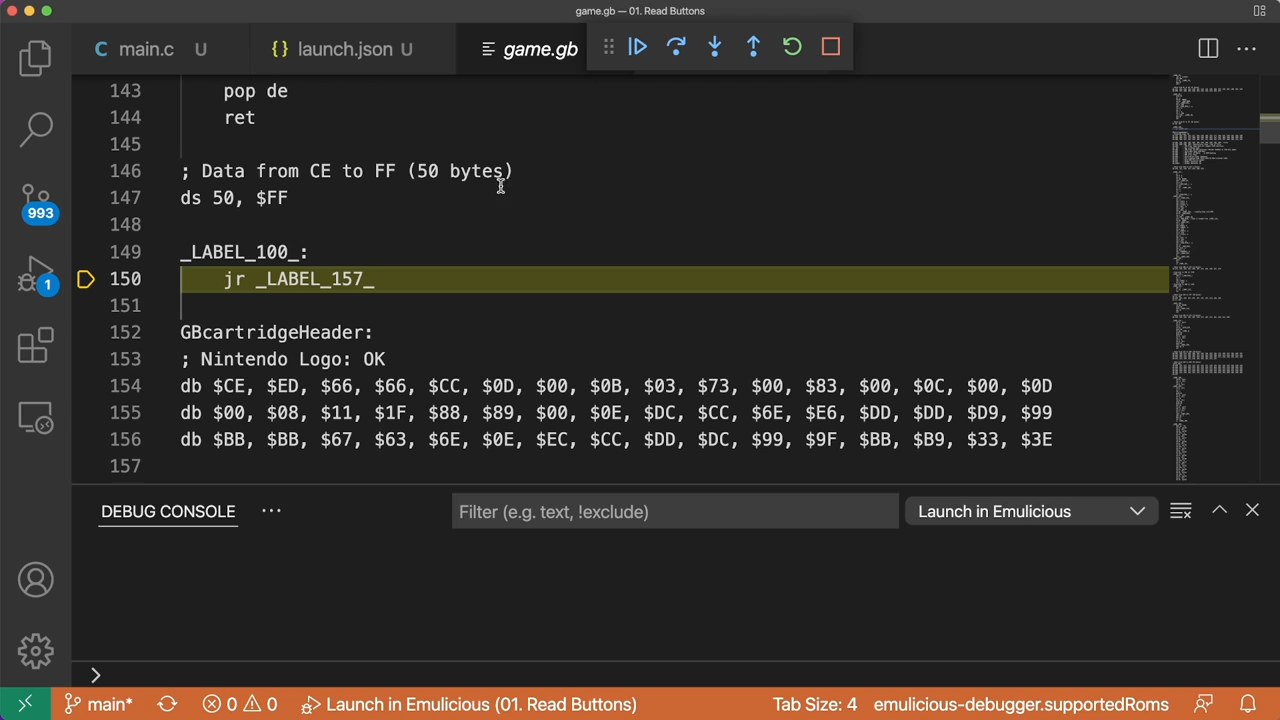 game.gb — 01. Read Buttons
main.c U
launch.json U
game.gb
143 pop de
144 ret
145
146 ; Data from CE to FF (50 bytes)
147 ds 50, $FF
148
149 _LABEL_100_:
150 jr _LABEL_157_
151
152 GBcartridgeHeader:
153 ; Nintendo Logo: OK
154 db $CE, $ED, $66, $66, $CC, $0D, $00, $0B, $03, $73, $00, $83, $00, $0C, $00, $0D
155 db $00, $08, $11, $1F, $88, $89, $00, $0E, $DC, $CC, $6E, $E6, $DD, $DD, $D9, $99
156 db $BB, $BB, $67, $63, $6E, $0E, $EC, $CC, $DD, $DC, $99, $9F, $BB, $B9, $33, $3E
157
993
1
DEBUG CONSOLE
Filter (e.g. text, !exclude)
Launch in Emulicious
main*
0 0
Launch in Emulicious (01. Read Buttons)
Tab Size: 4
emulicious-debugger.supportedRoms